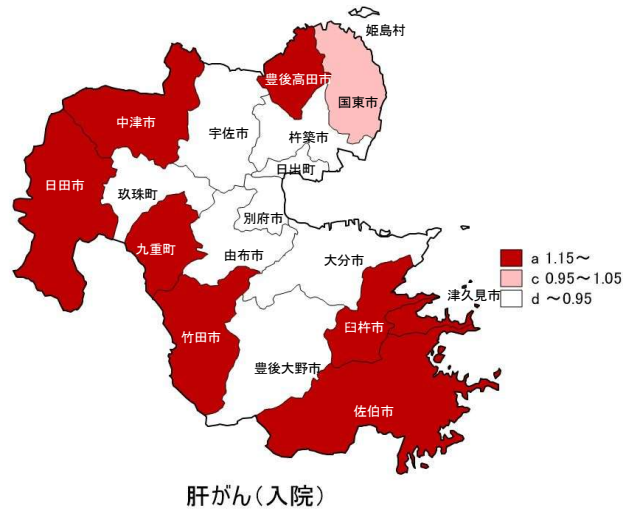 姫島村
豊後高田市
国東市
中津市
宇佐市
杵築市
日出町
日田市
玖珠町
別府市
九重町
由布市
大分市
a 1.15～
c 0.95～1.05
d ～0.95
津久見市
竹田市
臼杵市
豊後大野市
佐伯市
肝がん(入院)